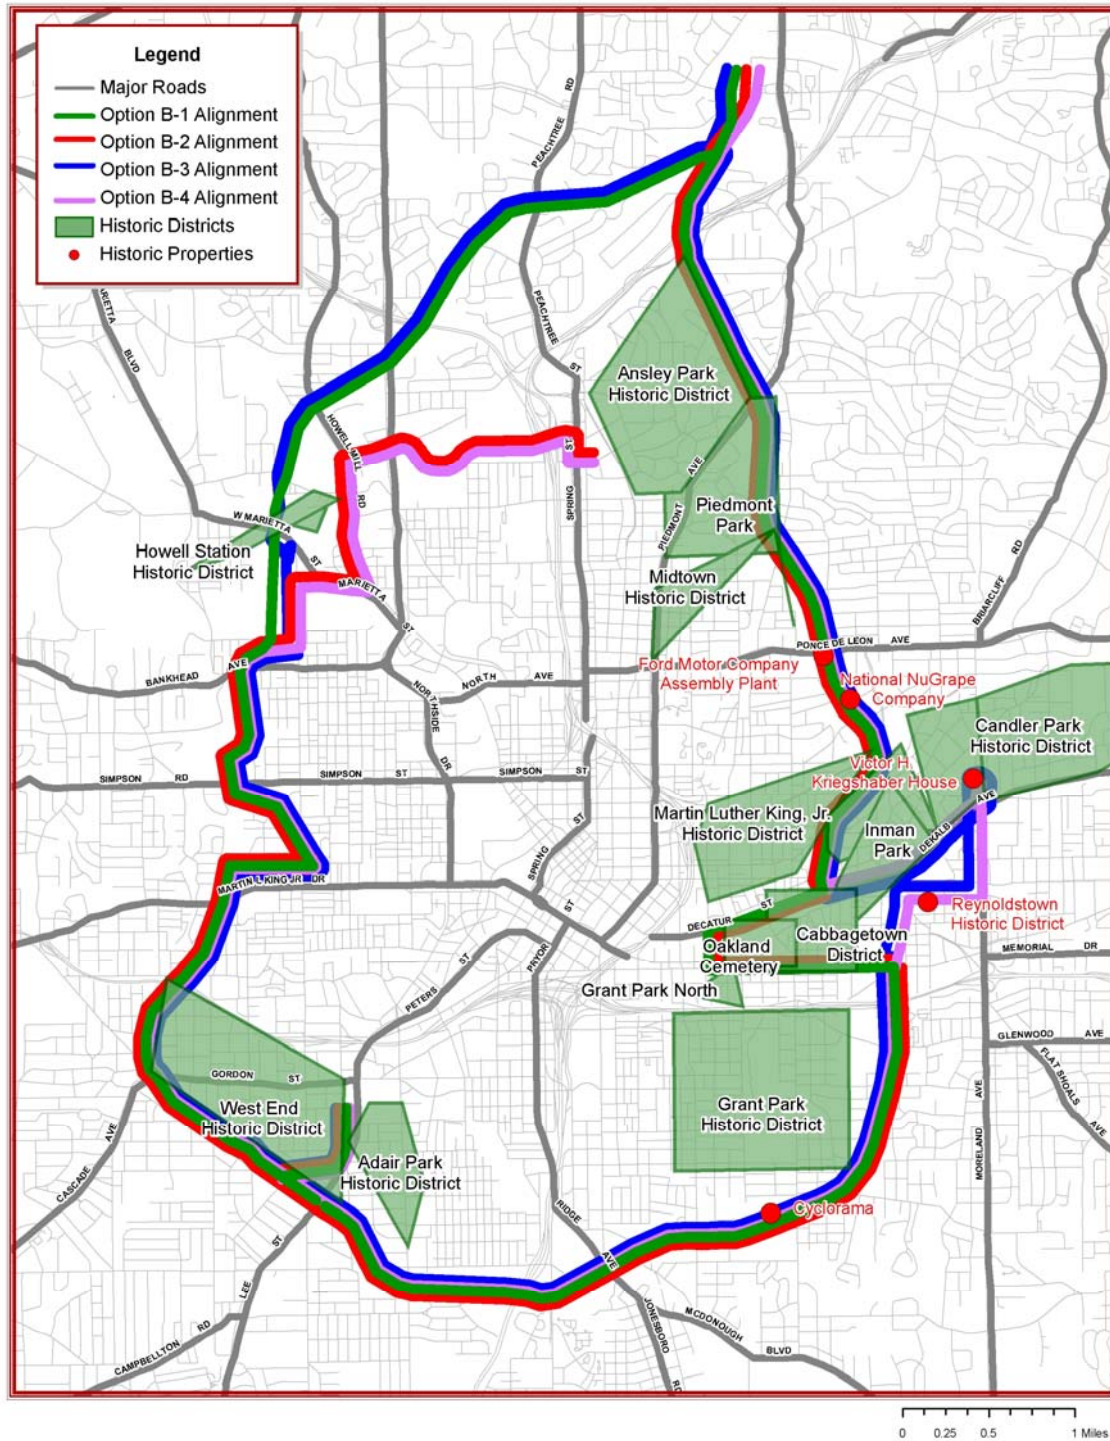 Legend
Major Roads
Option B-1 Alignment
Option B-2 Alignment
Option B-3 Alignment
Option B-4 Alignment
Historic Districts
Historic Properties
PEACHTREE
RD
PEACHTREE
ST
BLVD
Ansley Park
Historic District
HOWELL MILL
RD
ST
SPRING
PIEDMONT
AVE
Piedmont
Park
W MARIETTA
ST
Howell Station
Historic District
MARIETTA
ST
Midtown
Historic District
BRIARCLIFF
RD
PONCE DE LEON AVE
BANKHEAD
AVE
NORTH AVE
NORTHSIDE
DR
Ford Motor Company
Assembly Plant
National NuGrape
Company
Candler Park
Historic District
SIMPSON RD
SIMPSON ST
SIMPSON ST
Victor H.
Kriegshaber House
Martin Luther King, Jr.
Historic District
Inman
Park
DEKALB
AVE
SPRING
ST
MARTIN L KING JR DR
ST
DECATUR ST
Reynoldstown
Historic District
Cabbagetown
District
Oakland
Cemetery
MEMORIAL DR
PRYOR
PETERS
ST
Grant Park North
GLENWOOD AVE
FLAT SHOALS
AVE
GORDON ST
West End
Historic District
Grant Park
Historic District
MORELAND
AVE
CASCADE
AVE
Adair Park
Historic District
Cyclorama
RIDGE
AVE
LEE
ST
JONESBORO
RD
MCDONOUGH
BLVD
CAMPBELLTON
RD
0 0.25 0.5 1 Miles